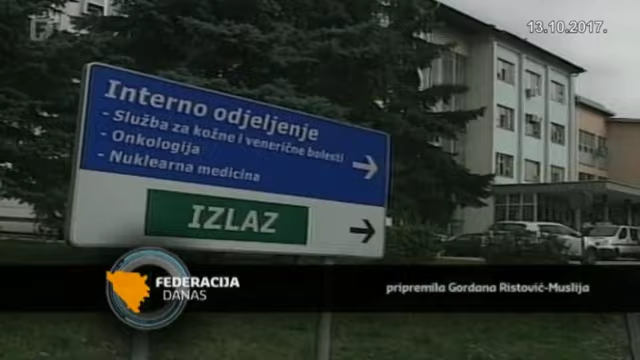 13.10.2017.
Interno odjeljenje
- Služba za kožne i venerične bolesti
- Onkologija
- Nuklearna medicina
IZLAZ
FEDERACIJA
DANAS
pripremila Gordana Ristović-Muslija